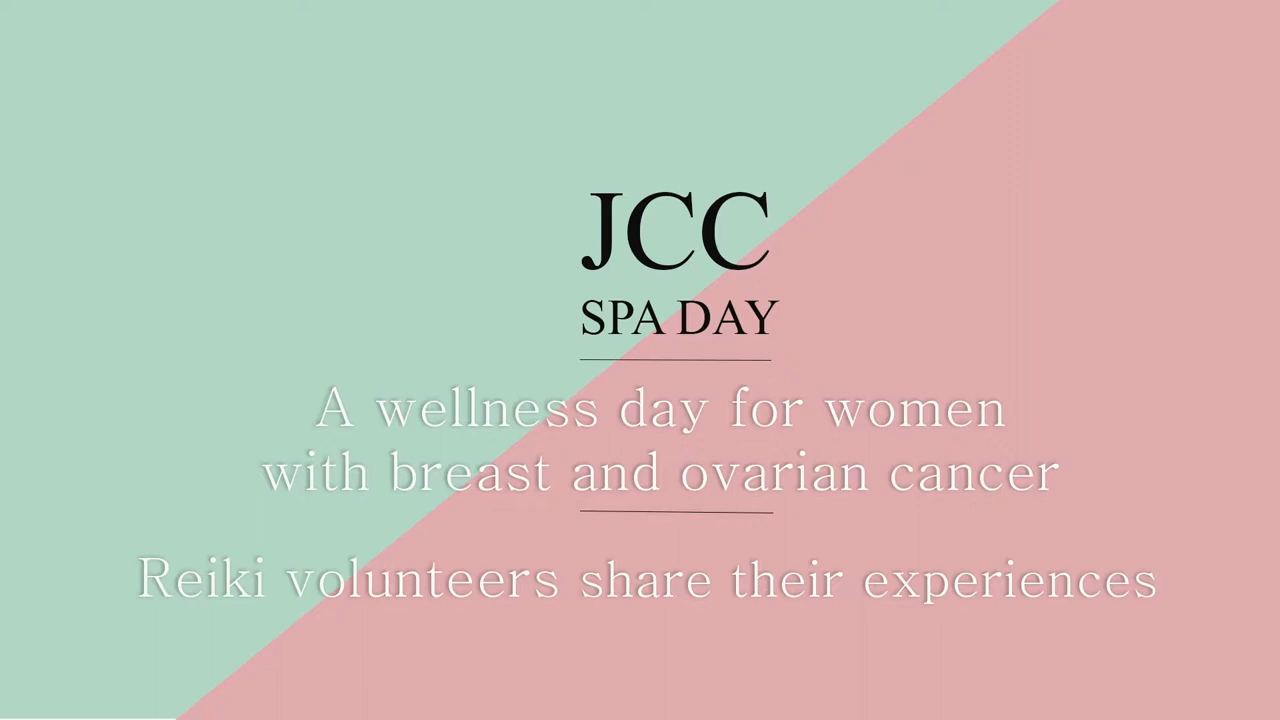 JCC
SPA DAY
A wellness day for women
with breast and ovarian cancer
Reiki volunteers share their experiences